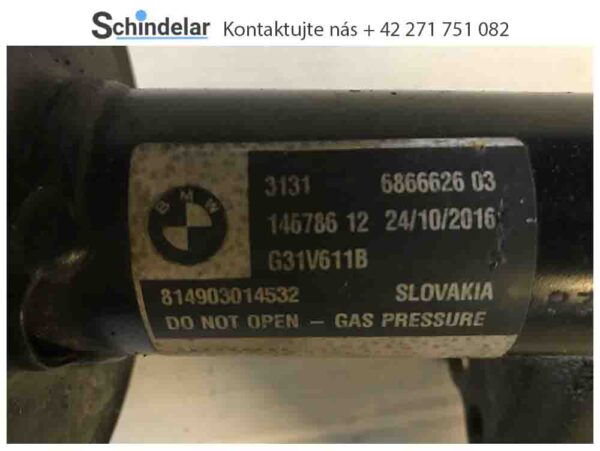 Schindelar Kontaktujte nás + 42 271 751 082
BMW
3131 6866626 03
146786 12 24/10/2016
G31V611B
814903014532 SLOVAKIA
DO NOT OPEN – GAS PRESSURE